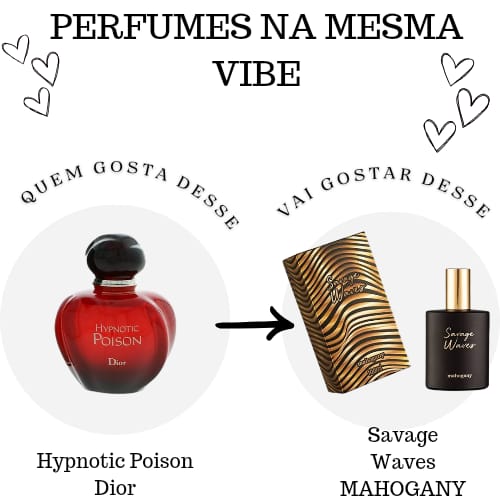 PERFUMES NA MESMA
VIBE
QUEM GOSTA DESSE
VAI GOSTAR DESSE
HYPNOTIC
POISON
Dior
Savage
Waves
mahogany
Savage
Waves
mahogany
Hypnotic Poison
Dior
Savage
Waves
MAHOGANY